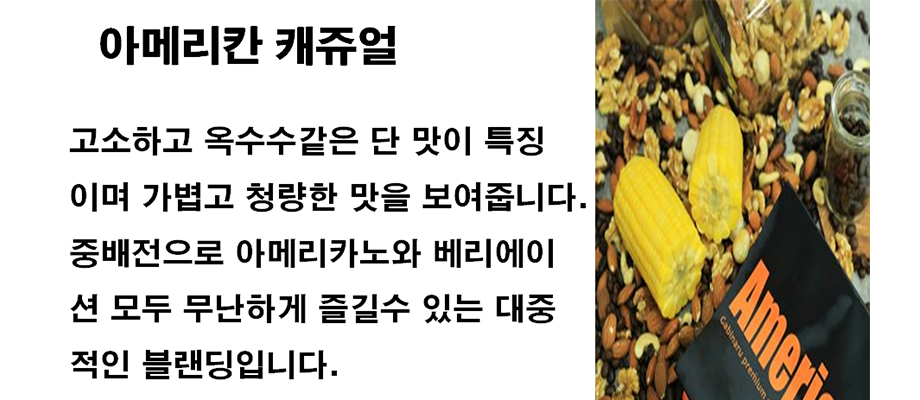 아메리칸 캐쥬얼
고소하고 옥수수같은 단 맛이 특징
이며 가볍고 청량한 맛을 보여줍니다.
중배전으로 아메리카노와 베리에이
션 모두 무난하게 즐길수 있는 대중
적인 블랜딩입니다.
Americ
Gabinaru premium